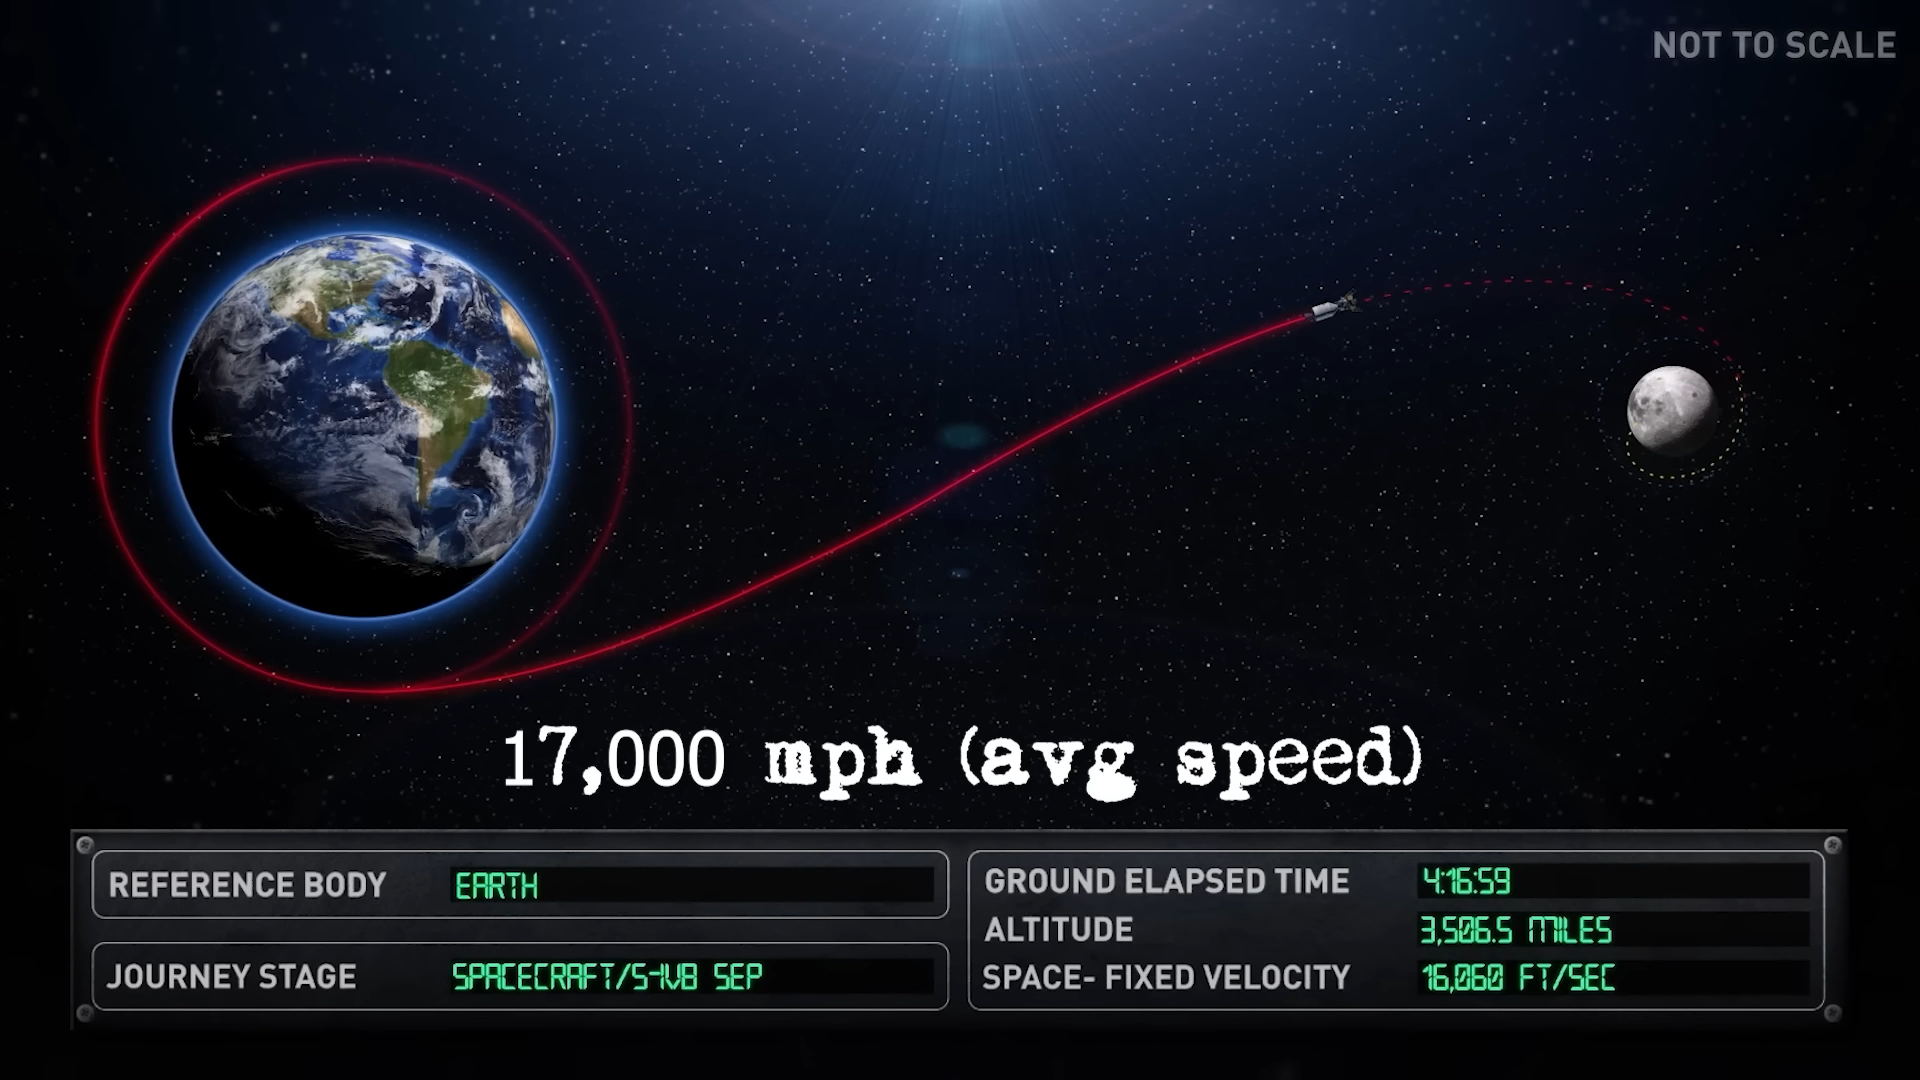 NOT TO SCALE
17,000 mph (avg speed)
REFERENCE BODY EARTH
JOURNEY STAGE SPACECRAFT/S-IVB SEP
GROUND ELAPSED TIME 4:16:59
ALTITUDE 3,506.5 MILES
SPACE- FIXED VELOCITY 16,060 FT/SEC